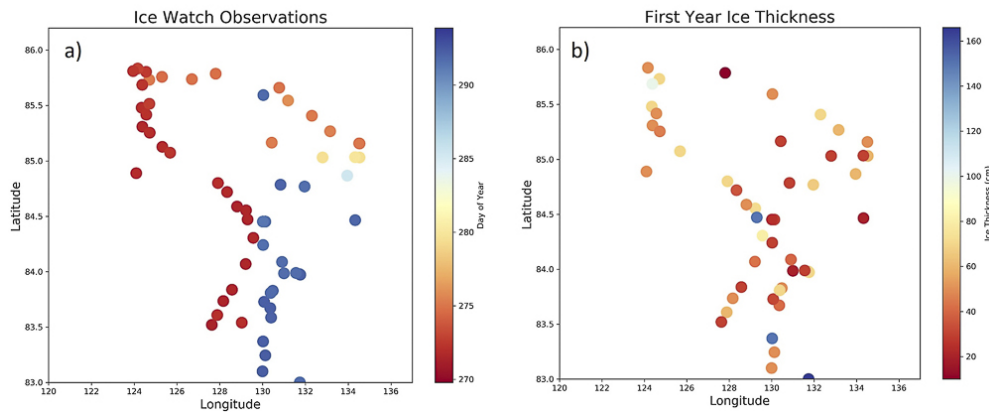 Ice Watch Observations
a)
86.0
85.5
85.0
84.5
84.0
83.5
83.0
Latitude
120 122 124 126 128 130 132 134 136
Longitude
290
285
280
275
270
Day of Year
First Year Ice Thickness
b)
86.0
85.5
85.0
84.5
84.0
83.5
83.0
Latitude
120 122 124 126 128 130 132 134 136
Longitude
160
140
120
100
80
60
40
20
Ice Thickness (cm)